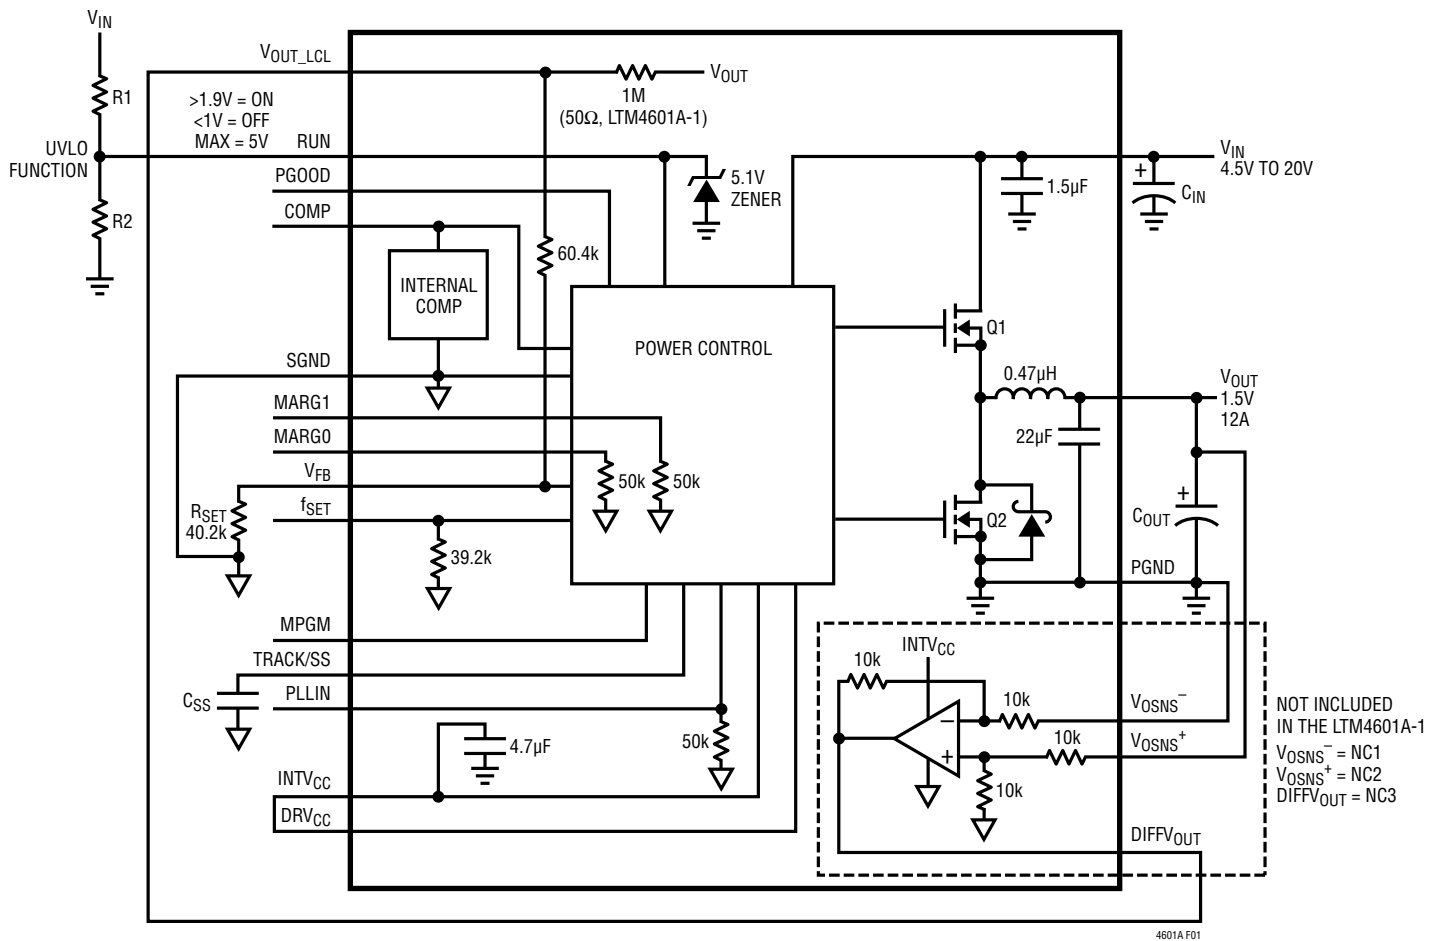 VIN
R1
UVLO
FUNCTION
R2
>1.9V = ON
<1V = OFF
MAX = 5V
VOUT_LCL
RUN
PGOOD
COMP
SGND
MARG1
MARG0
VFB
fSET
RSET
40.2k
MPGM
TRACK/SS
CSS
PLLIN
INTVCC
DRVCC
1M
(50Ω, LTM4601A-1)
VOUT
5.1V
ZENER
60.4k
INTERNAL
COMP
POWER CONTROL
50k
50k
39.2k
4.7µF
50k
1.5µF
VIN
4.5V TO 20V
+
CIN
Q1
0.47µH
VOUT
1.5V
12A
22µF
Q2
+
COUT
PGND
INTVCC
10k
10k
10k
10k
–
+
VOSNS–
VOSNS+
DIFFVOUT
NOT INCLUDED
IN THE LTM4601A-1
VOSNS– = NC1
VOSNS+ = NC2
DIFFVOUT = NC3
4601A F01